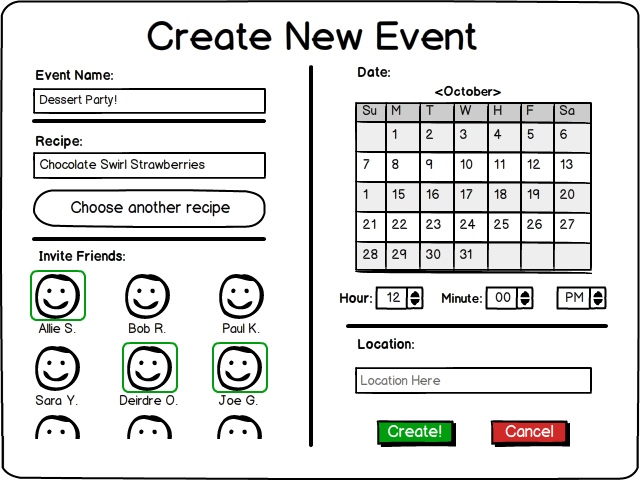 Create New Event
Event Name:
Dessert Party!
Recipe:
Chocolate Swirl Strawberries
Choose another recipe
Invite Friends:
Allie S. Bob R. Paul K.
Sara Y. Deirdre O. Joe G.
Date:
<October>
Su M T W H F Sa
1 2 3 4 5 6
7 8 9 10 11 12 13
1 15 16 17 18 19 20
21 22 23 24 25 26 27
28 29 30 31
Hour: 12 Minute: 00 PM
Location:
Location Here
Create! Cancel